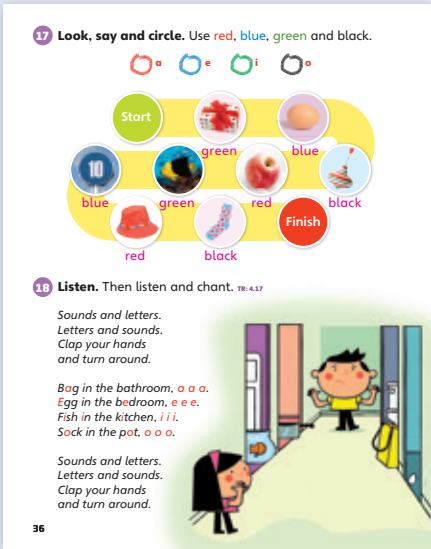 17 Look, say and circle. Use red, blue, green and black.
a e i o
Start
green
blue
10
blue
green
red
black
red
black
Finish
18 Listen. Then listen and chant. TR: 4.17
Sounds and letters.
Letters and sounds.
Clap your hands
and turn around.
Bag in the bathroom, a a a.
Egg in the bedroom, e e e.
Fish in the kitchen, i i i.
Sock in the pot, o o o.
Sounds and letters.
Letters and sounds.
Clap your hands
and turn around.
36